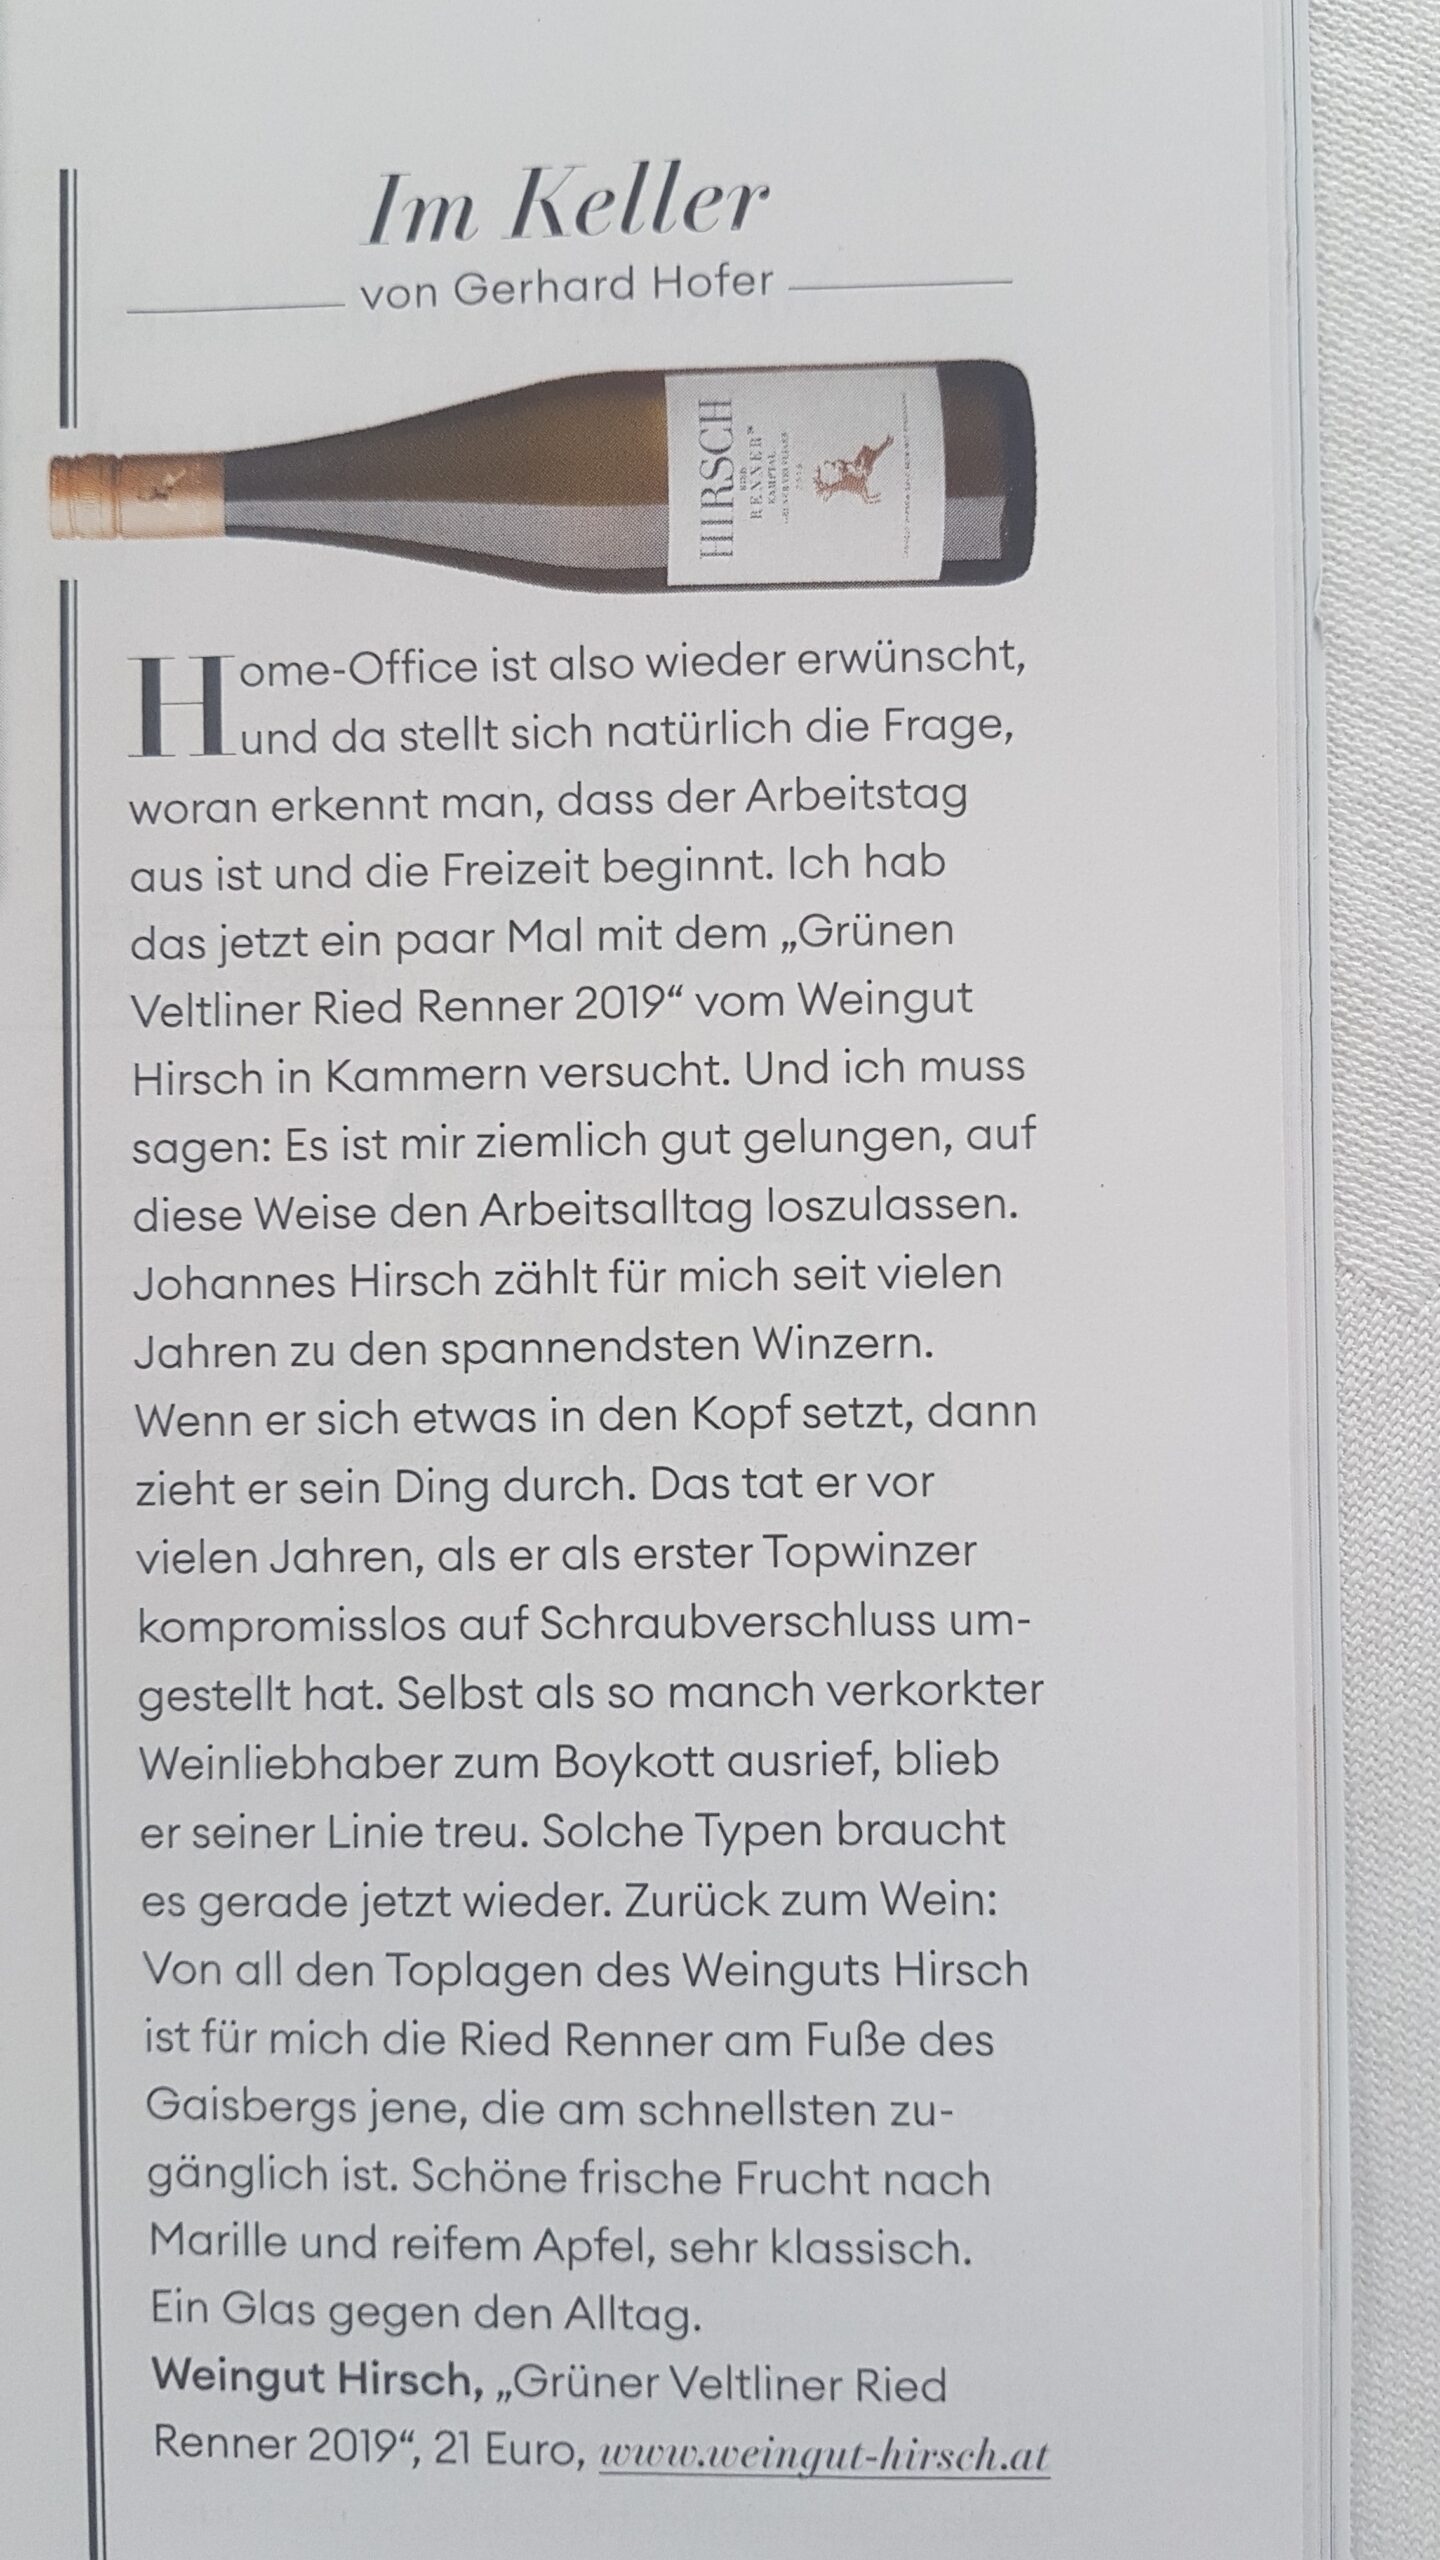 Im Keller
von Gerhard Hofer
HIRSCH
RIED
RENNER
KAMPTAL
Home-Office ist also wieder erwünscht,
und da stellt sich natürlich die Frage,
woran erkennt man, dass der Arbeitstag
aus ist und die Freizeit beginnt. Ich hab
das jetzt ein paar Mal mit dem „Grünen
Veltliner Ried Renner 2019“ vom Weingut
Hirsch in Kammern versucht. Und ich muss
sagen: Es ist mir ziemlich gut gelungen, auf
diese Weise den Arbeitsalltag loszulassen.
Johannes Hirsch zählt für mich seit vielen
Jahren zu den spannendsten Winzern.
Wenn er sich etwas in den Kopf setzt, dann
zieht er sein Ding durch. Das tat er vor
vielen Jahren, als er als erster Topwinzer
kompromisslos auf Schraubverschluss um-
gestellt hat. Selbst als so manch verkorkter
Weinliebhaber zum Boykott ausrief, blieb
er seiner Linie treu. Solche Typen braucht
es gerade jetzt wieder. Zurück zum Wein:
Von all den Toplagen des Weinguts Hirsch
ist für mich die Ried Renner am Fuße des
Gaisbergs jene, die am schnellsten zu-
gänglich ist. Schöne frische Frucht nach
Marille und reifem Apfel, sehr klassisch.
Ein Glas gegen den Alltag.
Weingut Hirsch, „Grüner Veltliner Ried
Renner 2019“, 21 Euro, www.weingut-hirsch.at